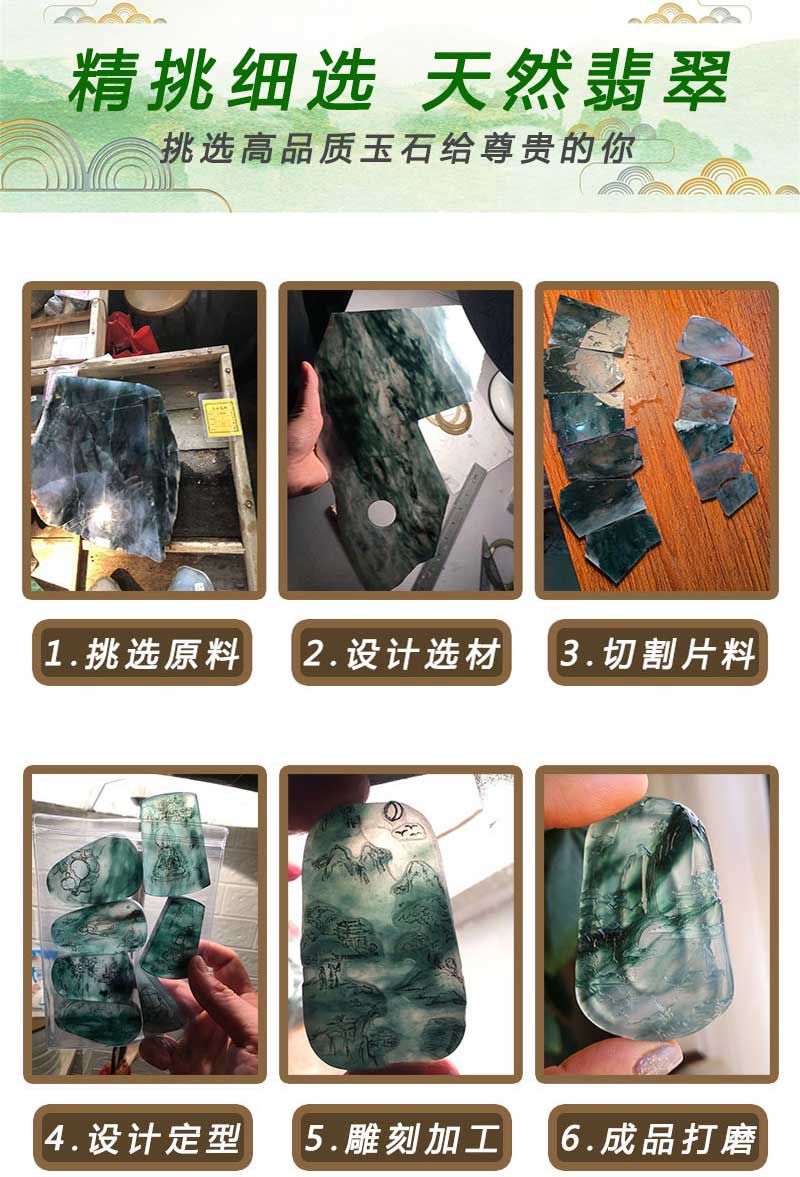 精挑细选 天然翡翠
挑选高品质玉石给尊贵的你
1.挑选原料
2.设计选材
3.切割片料
4.设计定型
5.雕刻加工
6.成品打磨